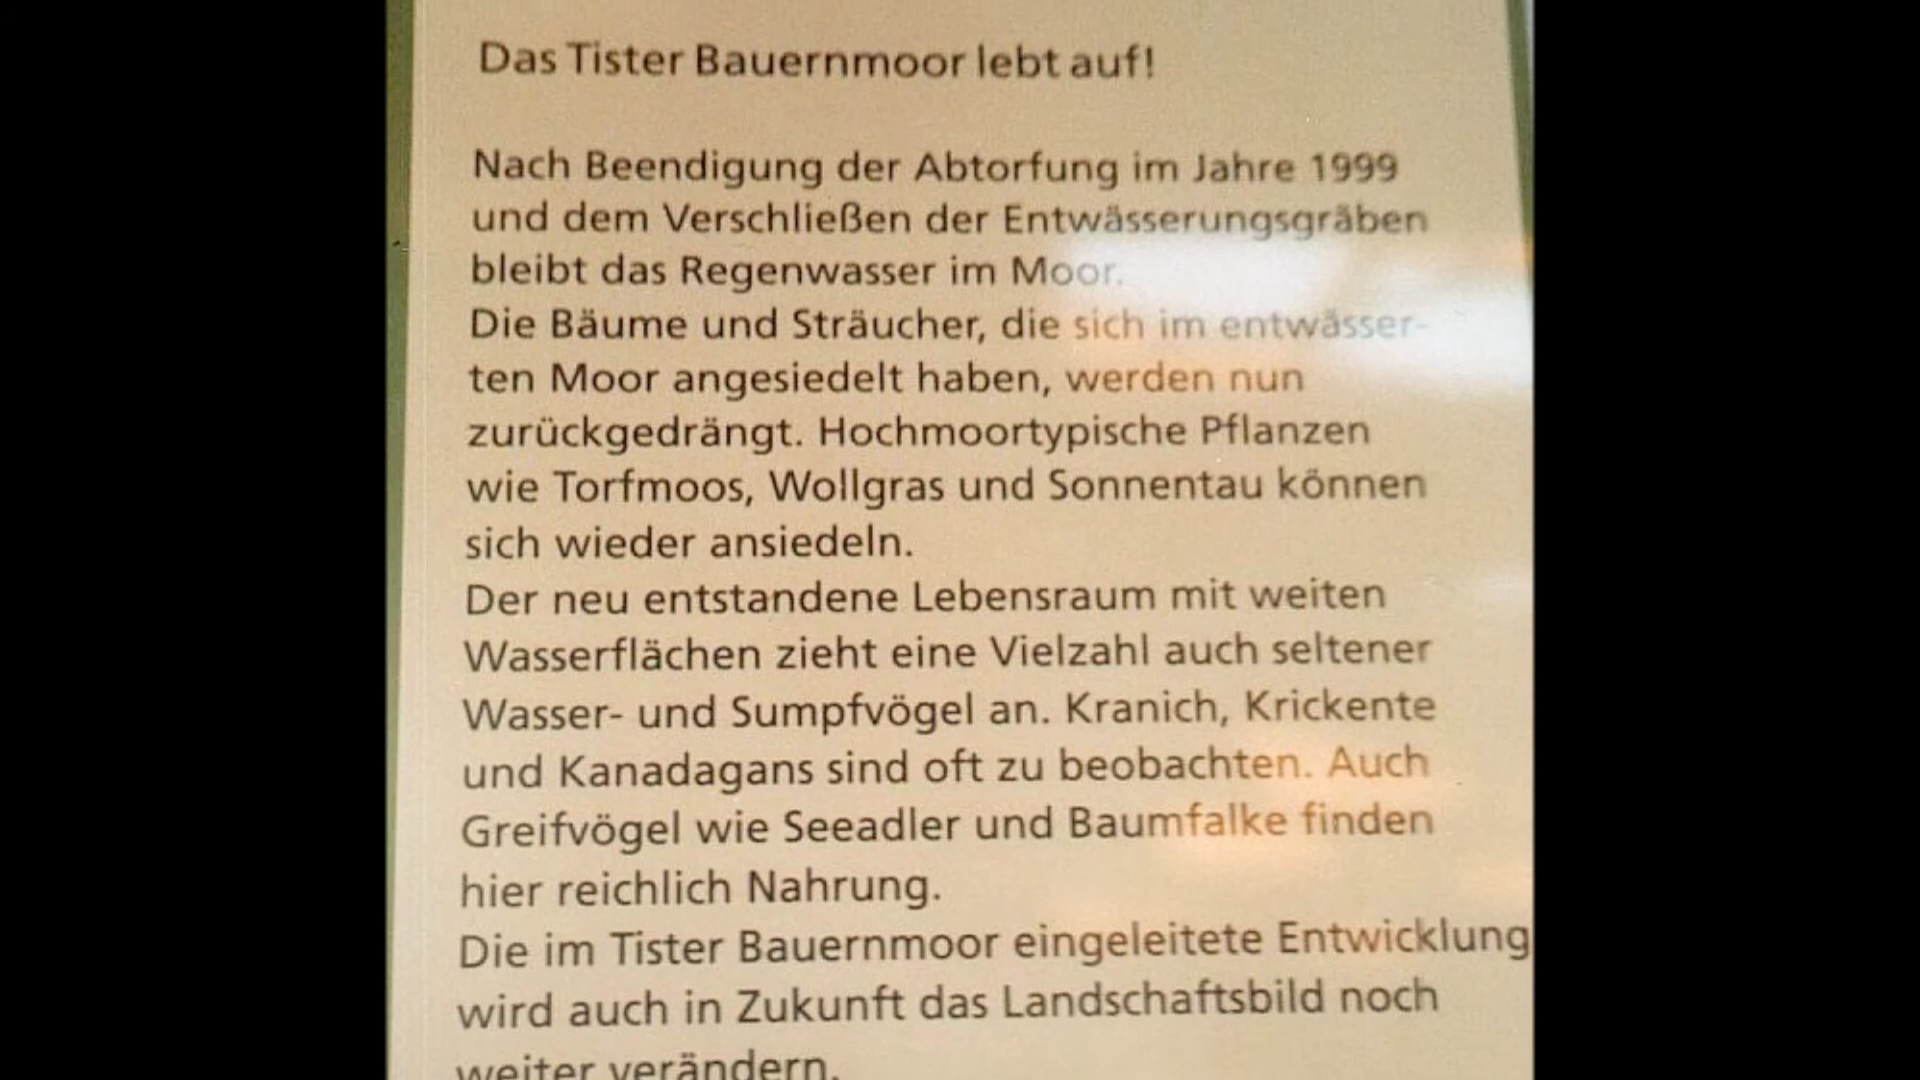 Das Tister Bauernmoor lebt auf!
Nach Beendigung der Abtorfung im Jahre 1999
und dem Verschließen der Entwässerungsgräben
bleibt das Regenwasser im Moor.
Die Bäume und Sträucher, die sich im entwässer-
ten Moor angesiedelt haben, werden nun
zurückgedrängt. Hochmoortypische Pflanzen
wie Torfmoos, Wollgras und Sonnentau können
sich wieder ansiedeln.
Der neu entstandene Lebensraum mit weiten
Wasserflächen zieht eine Vielzahl auch seltener
Wasser- und Sumpfvögel an. Kranich, Krickente
und Kanadagans sind oft zu beobachten. Auch
Greifvögel wie Seeadler und Baumfalke finden
hier reichlich Nahrung.
Die im Tister Bauernmoor eingeleitete Entwicklung
wird auch in Zukunft das Landschaftsbild noch
weiter verändern.